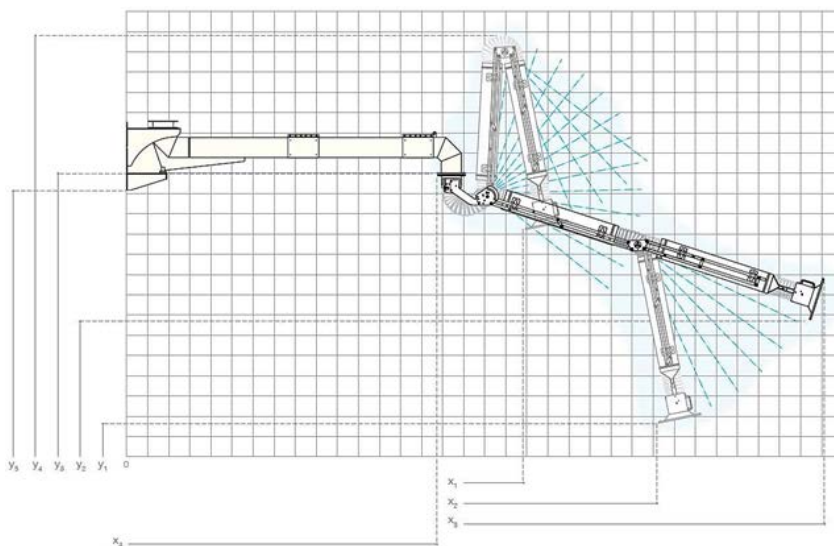 y₅ y₄ y₃ y₂ y₁ 0
x₁
x₂
x₃
x₄